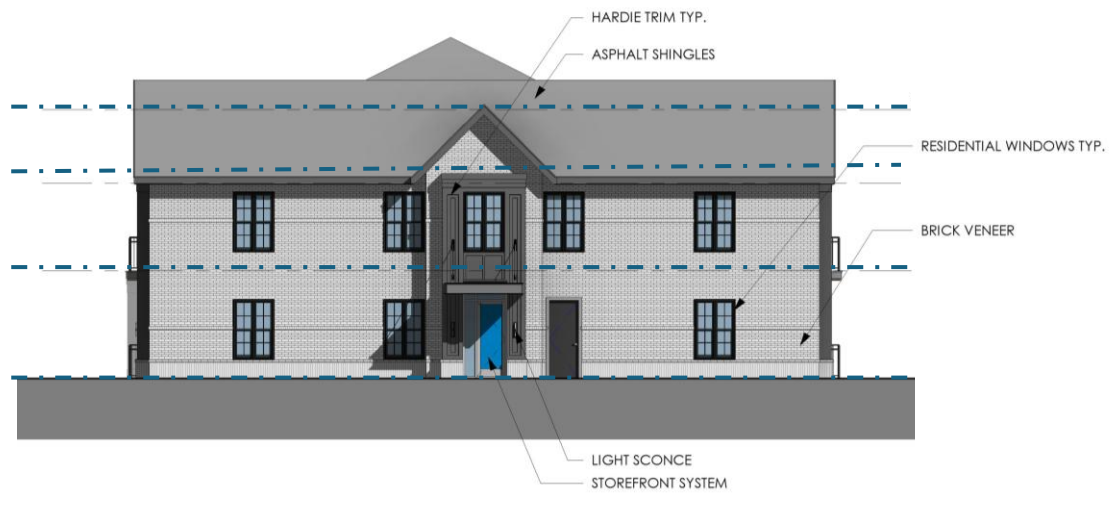 HARDIE TRIM TYP.
ASPHALT SHINGLES
RESIDENTIAL WINDOWS TYP.
BRICK VENEER
LIGHT SCONCE
STOREFRONT SYSTEM